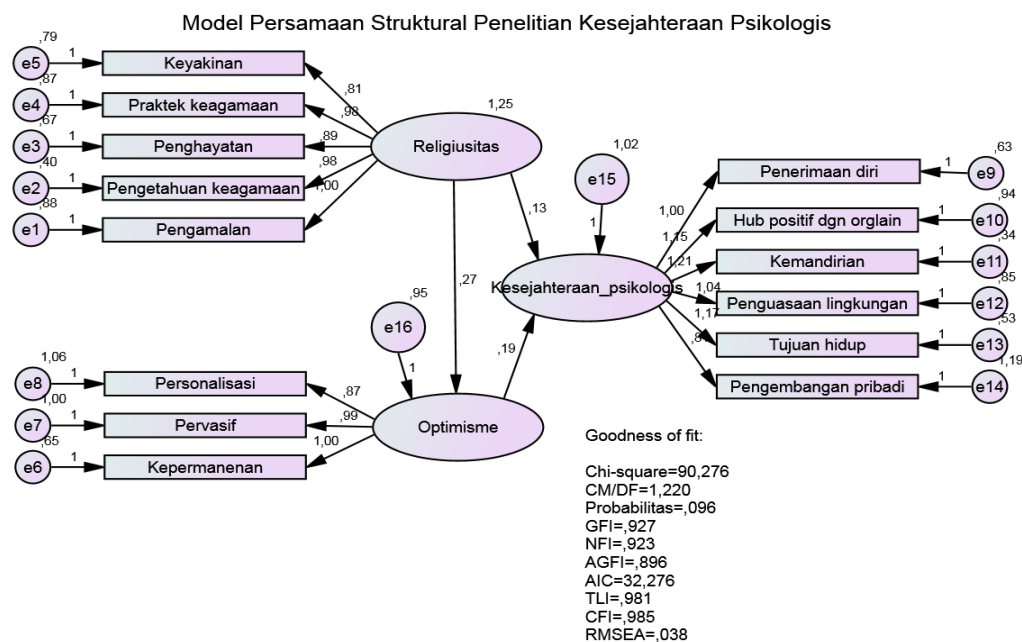 Model Persamaan Struktural Penelitian Kesejahteraan Psikologis
,79
e5
1
Keyakinan
,87
e4
1
Praktek keagamaan
,67
e3
1
Penghayatan
,40
e2
1
Pengetahuan keagamaan
,88
e1
1
Pengamalan
,81
,98
,89
,98
1,00
1,25
Religiusitas
,13
,27
1,02
e15
1
Kesejahteraan_psikologis
,95
e16
1
,19
Optimisme
1,06
e8
1
Personalisasi
1,00
e7
1
Pervasif
,65
e6
1
Kepermanenan
,87
,99
1,00
1,00
1,15
1,21
1,04
1,17
Penerimaan diri
1
e9
,63
Hub positif dgn orglain
1
e10
,94
Kemandirian
1
e11
,34
Penguasaan lingkungan
1
e12
,85
Tujuan hidup
1
e13
,53
Pengembangan pribadi
1
e14
1,19
Goodness of fit:
Chi-square=90,276
CM/DF=1,220
Probabilitas=,096
GFI=,927
NFI=,923
AGFI=,896
AIC=32,276
TLI=,981
CFI=,985
RMSEA=,038